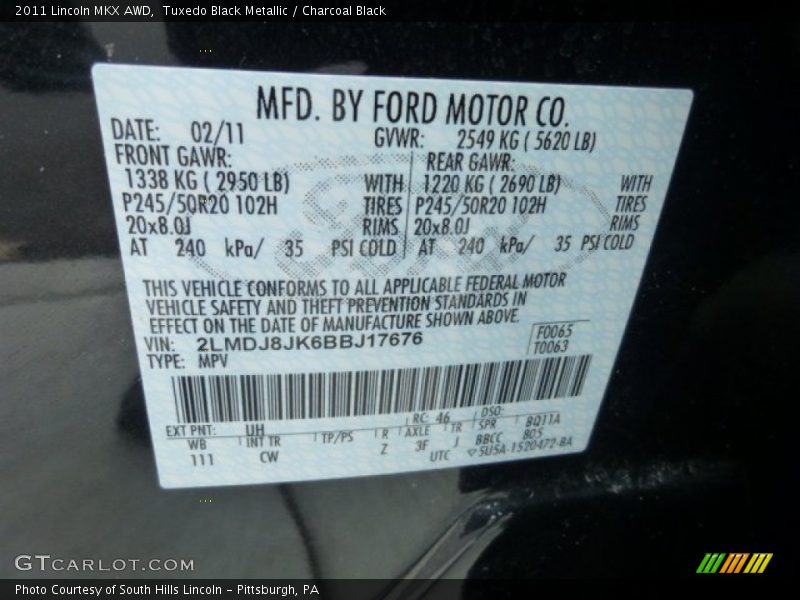 2011 Lincoln MKX AWD,  Tuxedo Black Metallic / Charcoal Black
MFD. BY FORD MOTOR CO.
DATE: 02/11 GVWR: 2549 KG ( 5620 LB)
FRONT GAWR: REAR GAWR:
1338 KG ( 2950 LB) WITH 1220 KG ( 2690 LB) WITH
P245/50R20 102H TIRES P245/50R20 102H TIRES
20x8.0J RIMS 20x8.0J RIMS
AT 240 kPa/ 35 PSI COLD AT 240 kPa/ 35 PSI COLD
THIS VEHICLE CONFORMS TO ALL APPLICABLE FEDERAL MOTOR
VEHICLE SAFETY AND THEFT PREVENTION STANDARDS IN
EFFECT ON THE DATE OF MANUFACTURE SHOWN ABOVE.
VIN: 2LMDJ8JK6BBJ17676 F0065
TYPE: MPV T0063
EXT PNT: UH RC: 46 DSO:
WB INT TR TP/PS R AXLE TR SPR BQ11A
111 CW Z 3F J BBCC 805
UTC ▽5U5A-1520472-BA
GTCARLOT.COM
Photo Courtesy of South Hills Lincoln - Pittsburgh, PA